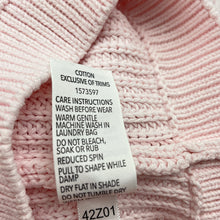 COTTON
EXCLUSIVE OF TRIMS
1573597
CARE INSTRUCTIONS
WASH BEFORE WEAR
WARM GENTLE
MACHINE WASH IN
LAUNDRY BAG
DO NOT BLEACH,
SOAK OR RUB
REDUCED SPIN
PULL TO SHAPE WHILE
DAMP
DRY FLAT IN SHADE
DO NOT TUMBLE DRY
42Z01